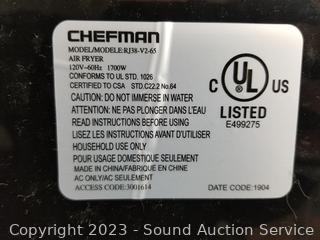 CHEFMAN
MODEL/MODELE:RJ38-V2-65
AIR FRYER
120V~60Hz 1700W
CONFORMS TO UL STD. 1026
CERTIFIED TO CSA STD.C22.2 No.64
CAUTION: DO NOT IMMERSE IN WATER
ATTENTION: NE PAS PLONGER DANS L'EAU
READ INSTRUCTIONS BEFORE USING
LISEZ LES INSTRUCTIONS AVANT D'UTILISER
HOUSEHOLD USE ONLY
POUR USAGE DOMESTIQUE SEULEMENT
MADE IN CHINA/FABRIQUÉ EN CHINE
AC ONLY/AC SEULEMENT
ACCESS CODE:3001614
C UL US
LISTED
E499275
DATE CODE:1904
Copyright 2023 - Sound Auction Service